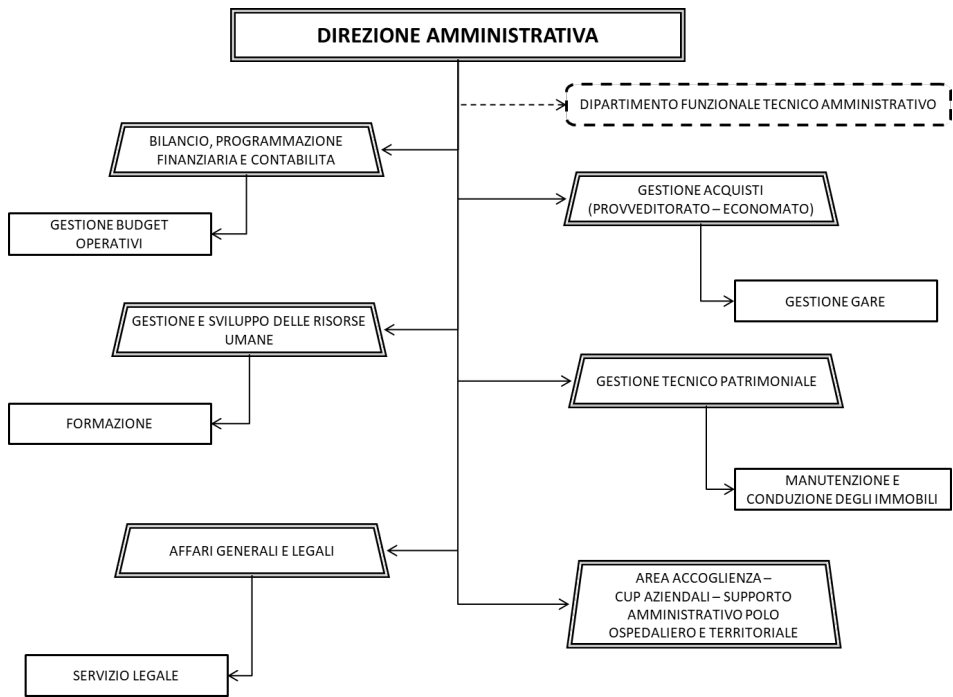 DIREZIONE AMMINISTRATIVA
DIPARTIMENTO FUNZIONALE TECNICO AMMINISTRATIVO
BILANCIO, PROGRAMMAZIONE
FINANZIARIA E CONTABILITA
GESTIONE ACQUISTI
(PROVVEDITORATO – ECONOMATO)
GESTIONE BUDGET
OPERATIVI
GESTIONE GARE
GESTIONE E SVILUPPO DELLE RISORSE
UMANE
GESTIONE TECNICO PATRIMONIALE
FORMAZIONE
MANUTENZIONE E
CONDUZIONE DEGLI IMMOBILI
AFFARI GENERALI E LEGALI
AREA ACCOGLIENZA –
CUP AZIENDALI – SUPPORTO
AMMINISTRATIVO POLO
OSPEDALIERO E TERRITORIALE
SERVIZIO LEGALE